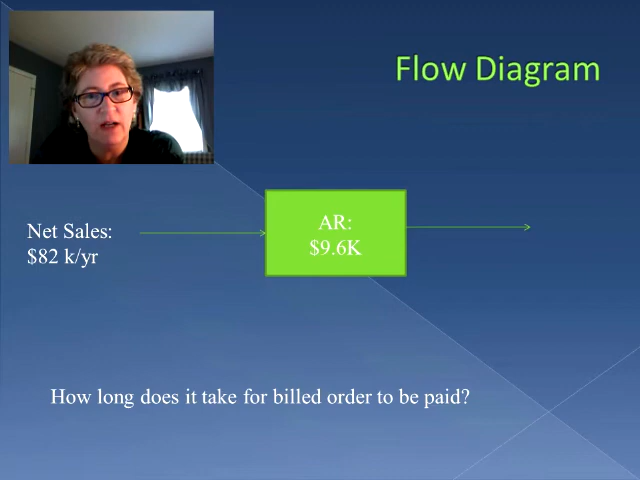 Flow Diagram
Net Sales:
$82 k/yr
AR:
$9.6K
How long does it take for billed order to be paid?